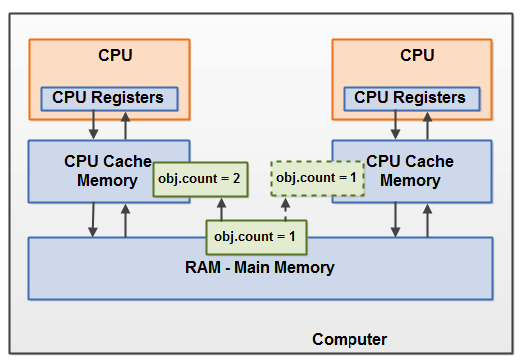 CPU
CPU Registers
CPU Cache
Memory
obj.count = 2
CPU
CPU Registers
CPU Cache
Memory
obj.count = 1
obj.count = 1
RAM - Main Memory
Computer